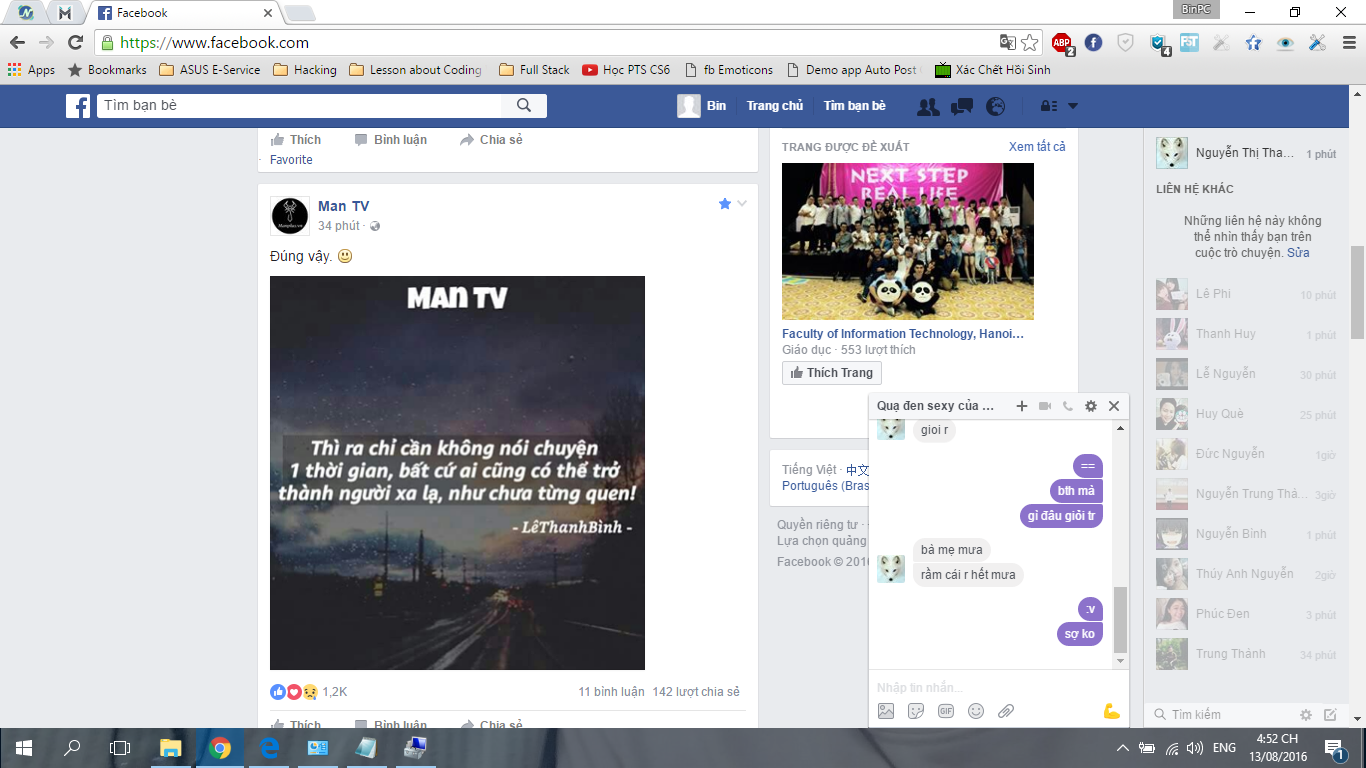 Facebook
BinPC
https://www.facebook.com
ABP
2
4
FST
Apps
Bookmarks
ASUS E-Service
Hacking
Lesson about Coding
Full Stack
Học PTS CS6
fb Emoticons
Demo app Auto Post
Xác Chết Hồi Sinh
Tìm bạn bè
Bin
Trang chủ
Tìm bạn bè
Thích
Bình luận
Chia sẻ
Favorite
Man TV
34 phút
Đúng vậy.
Man TV
Thì ra chỉ cần không nói chuyện
1 thời gian, bất cứ ai cũng có thể trở
thành người xa lạ, như chưa từng quen!
- LêThanhBình -
1,2K
11 bình luận
142 lượt chia sẻ
Thích
Bình luận
Chia sẻ
TRANG ĐƯỢC ĐỀ XUẤT
Xem tất cả
NEXT STEP
REAL LIFE
Faculty of Information Technology, Hanoi...
Giáo dục · 553 lượt thích
Thích Trang
Tiếng Việt · 中文
Português (Bras
Quyền riêng tư ·
Lựa chọn quảng
Facebook © 2016
Quạ đen sexy của ...
gioi r
==
bth mà
gì đâu giỏi tr
bà mẹ mưa
rầm cái r hết mưa
:v
sợ ko
Nhập tin nhắn...
GIF
Nguyễn Thị Tha...
1 phút
LIÊN HỆ KHÁC
Những liên hệ này không
thể nhìn thấy bạn trên
cuộc trò chuyện. Sửa
Lê Phi
10 phút
Thanh Huy
1 phút
Lễ Nguyễn
30 phút
Huy Què
25 phút
Đức Nguyễn
1giờ
Nguyễn Trung Thà...
3giờ
Nguyễn Bình
1 phút
Thúy Anh Nguyễn
2giờ
Phúc Đen
3 phút
Trung Thành
34 phút
Tìm kiếm
ENG
4:52 CH
13/08/2016
1